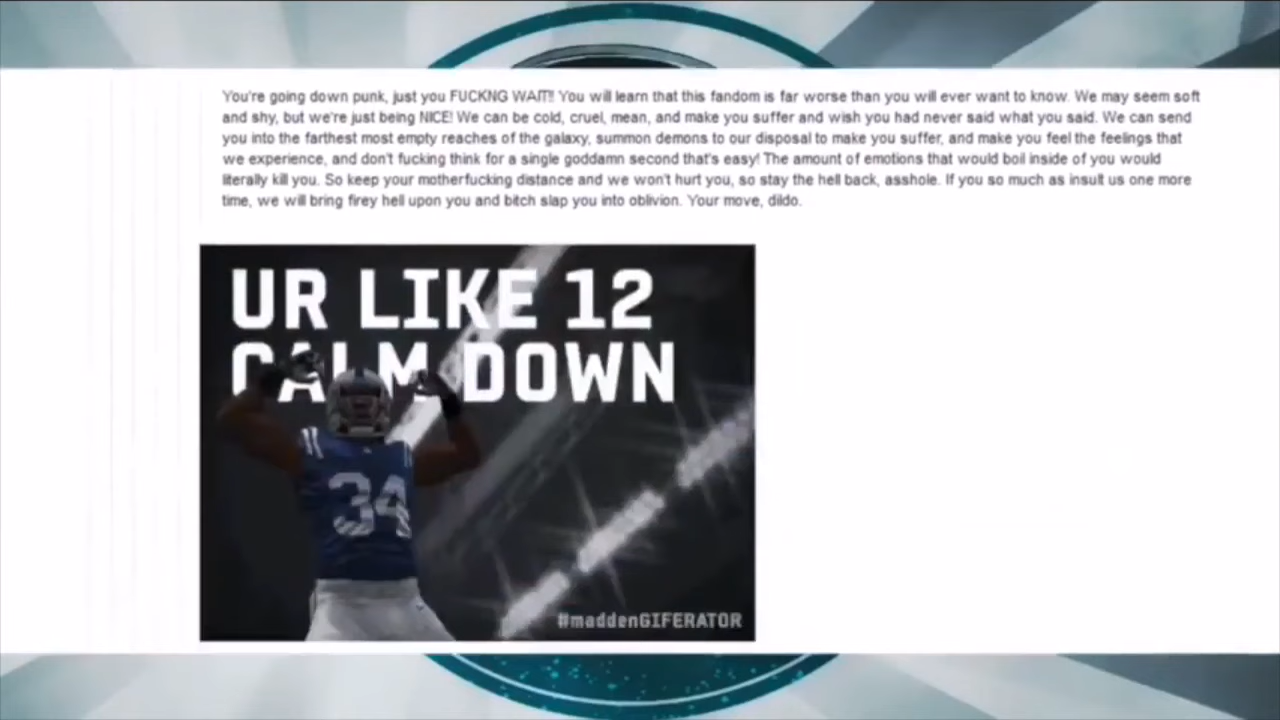 You're going down punk, just you FUCKNG WAIT!! You will learn that this fandom is far worse than you will ever want to know. We may seem soft
and shy, but we're just being NICE! We can be cold, cruel, mean, and make you suffer and wish you had never said what you said. We can send
you into the farthest most empty reaches of the galaxy, summon demons to our disposal to make you suffer, and make you feel the feelings that
we experience, and don't fucking think for a single goddamn second that's easy! The amount of emotions that would boil inside of you would
literally kill you. So keep your motherfucking distance and we won't hurt you, so stay the hell back, asshole. If you so much as insult us one more
time, we will bring firey hell upon you and bitch slap you into oblivion. Your move, dildo.
UR LIKE 12
CALM DOWN
34
#maddenGIFERATOR